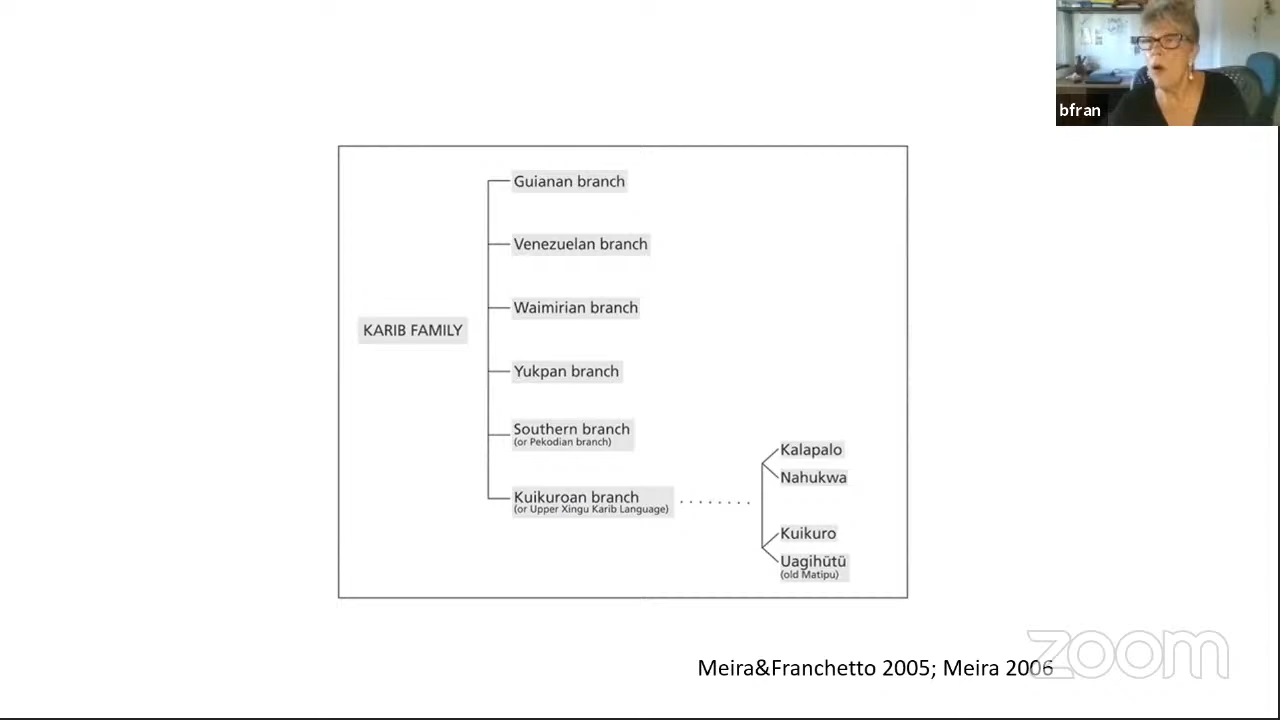 bfran
Guianan branch
Venezuelan branch
Waimirian branch
KARIB FAMILY
Yukpan branch
Southern branch
(or Pekodian branch)
Kuikuroan branch
(or Upper Xingu Karib Language)
Kalapalo
Nahukwa
Kuikuro
Uagihütü
(old Matipu)
Meira&Franchetto 2005; Meira 2006
zoom